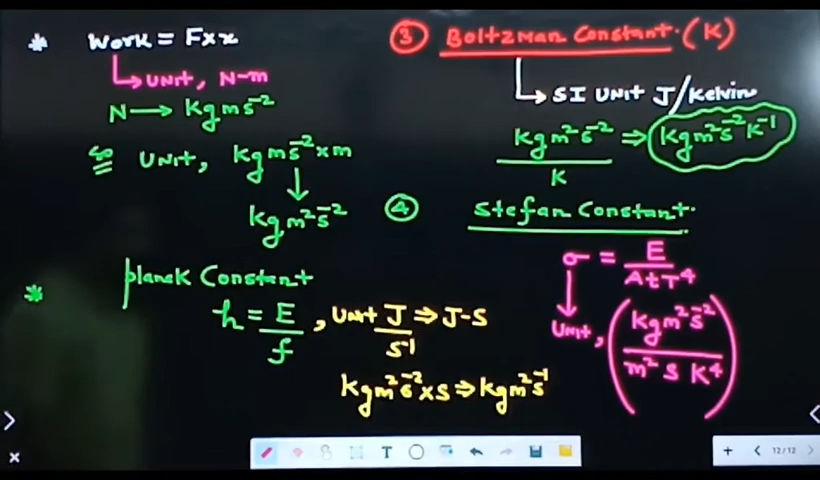 * Work = F×x
↳ Unit, N-m
N → Kgms⁻²
so Unit, Kgms⁻²×m
↓
Kgm²s⁻²
* Planck Constant
h = E/f, Unit J/s⁻¹ ⇒ J-S
Kgm²s⁻²×s ⇒ Kgm²s⁻¹
③ Boltzman Constant. (K)
↳ SI Unit J/Kelvin
Kgm²s⁻²/K ⇒ Kgm²s⁻²K⁻¹
④ Stefan Constant.
σ = E/AtT⁴
↓
Unit, (Kgm²s⁻²/m² s K⁴)
T
12/12